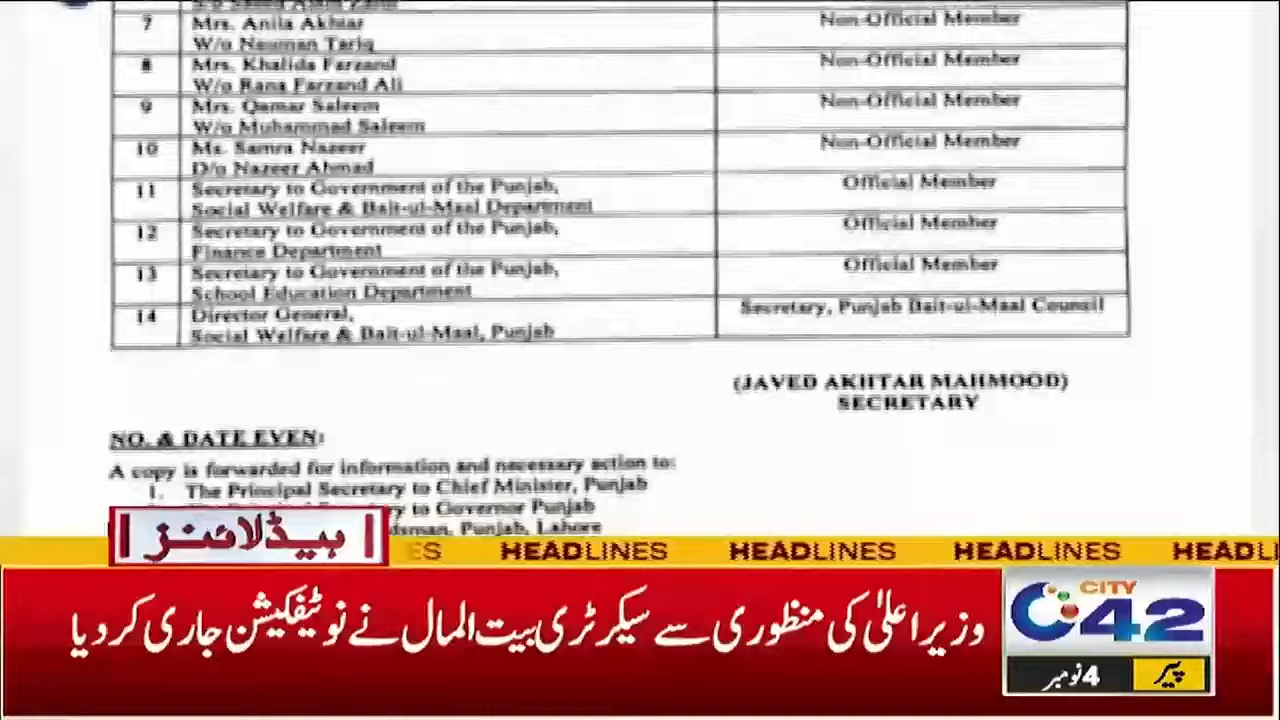 7 Mrs. Anila Akhtar Non-Official Member
W/o Nouman Tariq
8 Mrs. Khalida Farzand Non-Official Member
W/o Rana Farzand Ali
9 Mrs. Qamar Saleem Non-Official Member
W/o Muhammad Saleem
10 Ms. Samra Nazeer Non-Official Member
D/o Nazeer Ahmad
11 Secretary to Government of the Punjab, Official Member
Social Welfare & Bait-ul-Maal Department
12 Secretary to Government of the Punjab, Official Member
Finance Department
13 Secretary to Government of the Punjab, Official Member
School Education Department
14 Director General, Secretary, Punjab Bait-ul-Maal Council
Social Welfare & Bait-ul-Maal, Punjab
(JAVED AKHTAR MAHMOOD)
SECRETARY
NO. & DATE EVEN:
A copy is forwarded for information and necessary action to:
1. The Principal Secretary to Chief Minister, Punjab
to Governor Punjab
Punjab, Lahore
ہیڈلائنز
HEADLINES HEADLINES HEADLINES
وزیراعلیٰ کی منظوری سے سیکرٹری بیت المال نے نوٹیفکیشن جاری کر دیا
CITY
42
پیر 4 نومبر